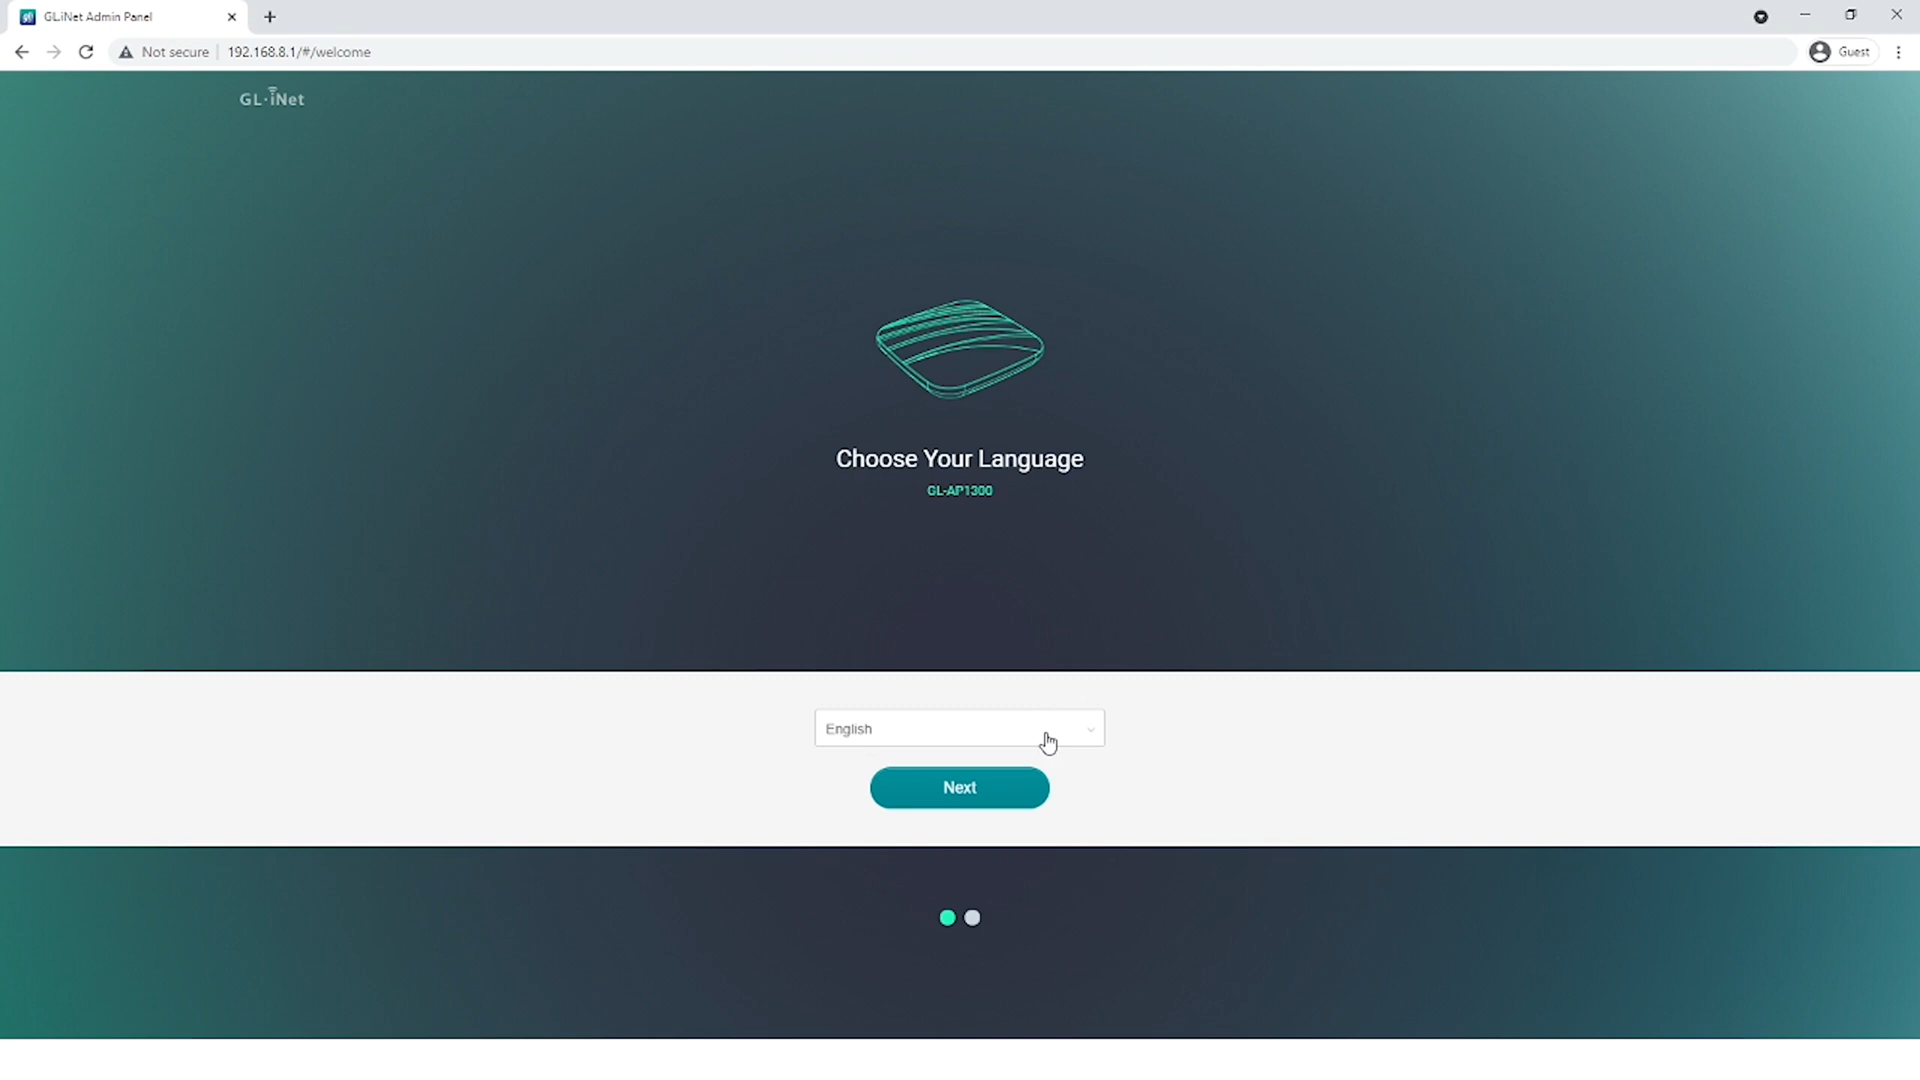 GL.iNet Admin Panel
Not secure
192.168.8.1/#/welcome
Guest
GL·iNet
Choose Your Language
GL-AP1300
English
Next